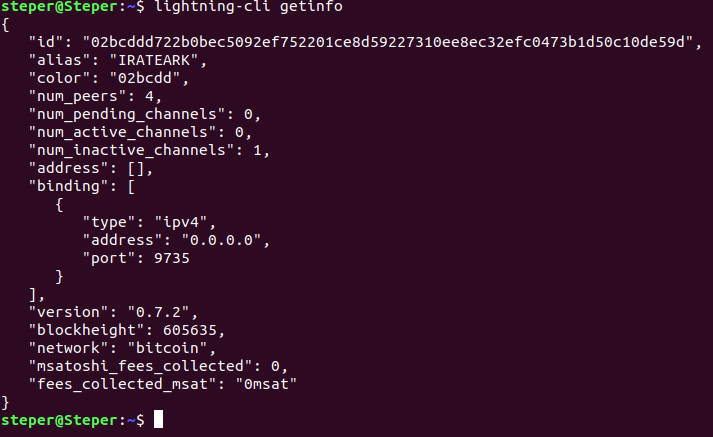 steper@Steper:~$ lightning-cli getinfo
{
   "id": "02bcddd722b0bec5092ef752201ce8d59227310ee8ec32efc0473b1d50c10de59d",
   "alias": "IRATEARK",
   "color": "02bcdd",
   "num_peers": 4,
   "num_pending_channels": 0,
   "num_active_channels": 0,
   "num_inactive_channels": 1,
   "address": [],
   "binding": [
      {
         "type": "ipv4",
         "address": "0.0.0.0",
         "port": 9735
      }
   ],
   "version": "0.7.2",
   "blockheight": 605635,
   "network": "bitcoin",
   "msatoshi_fees_collected": 0,
   "fees_collected_msat": "0msat"
}
steper@Steper:~$